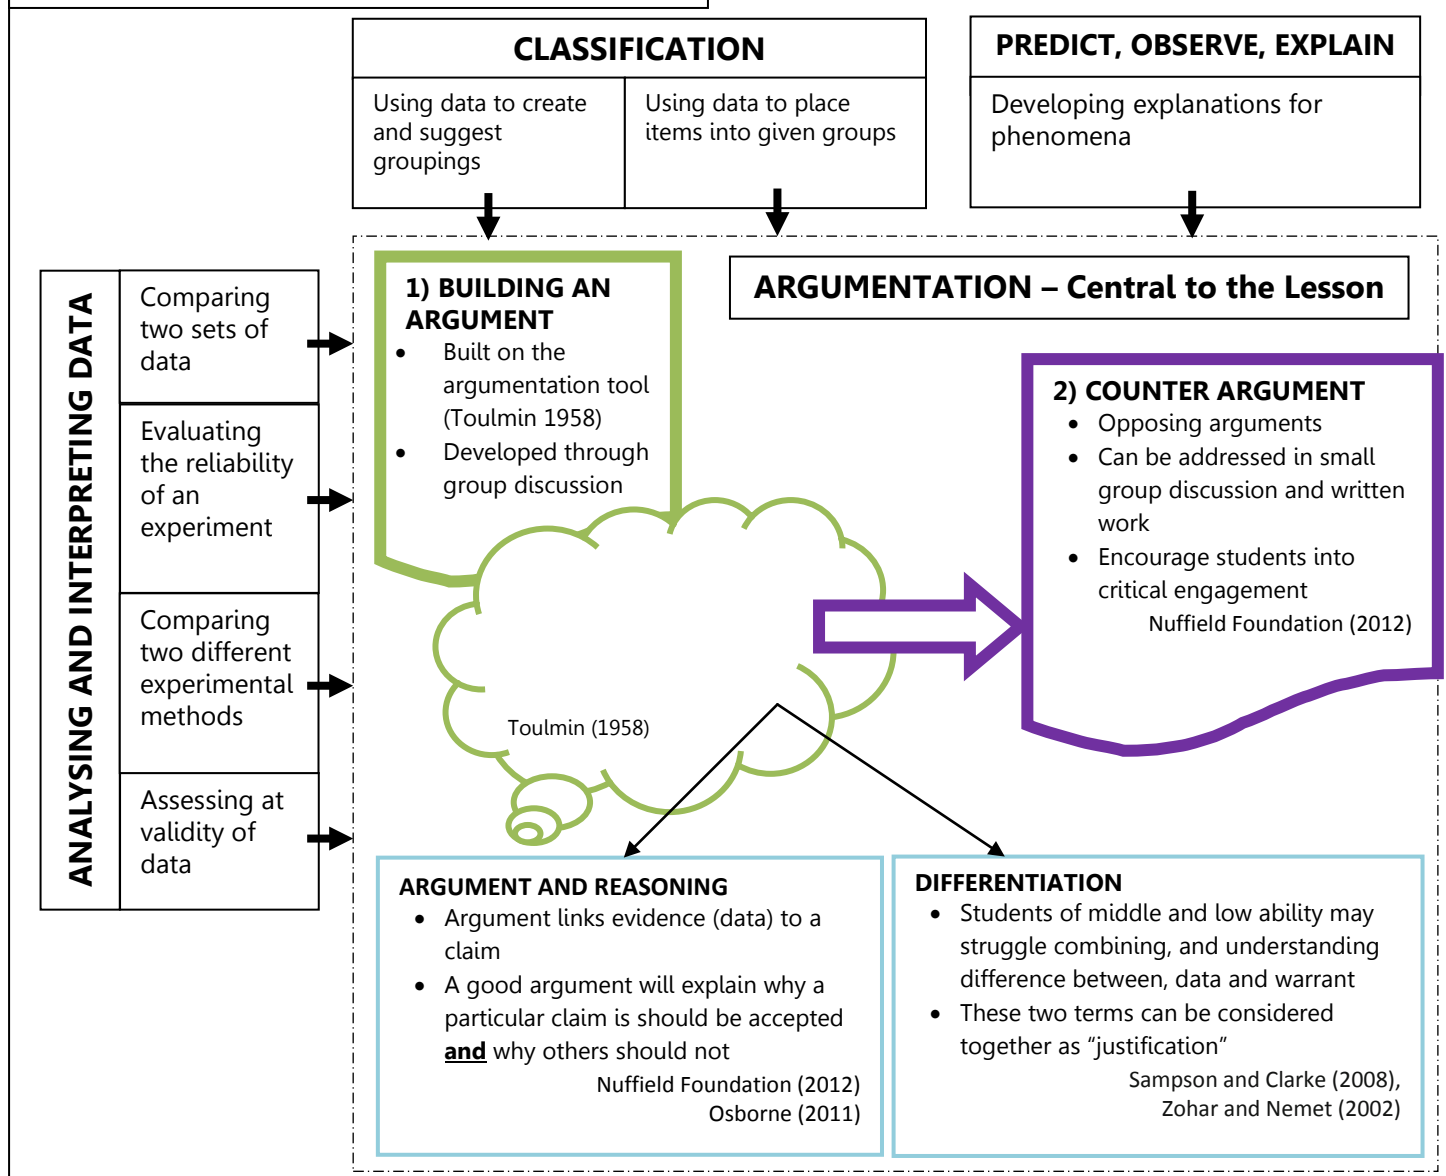 CLASSIFICATION
Using data to create
and suggest
groupings
Using data to place
items into given groups
PREDICT, OBSERVE, EXPLAIN
Developing explanations for
phenomena
ANALYSING AND INTERPRETING DATA
Comparing
two sets of
data
Evaluating
the reliability
of an
experiment
Comparing
two different
experimental
methods
Assessing at
validity of
data
ARGUMENTATION – Central to the Lesson
1) BUILDING AN
ARGUMENT
• Built on the
argumentation tool
(Toulmin 1958)
• Developed through
group discussion
2) COUNTER ARGUMENT
• Opposing arguments
• Can be addressed in small
group discussion and written
work
• Encourage students into
critical engagement
Nuffield Foundation (2012)
Toulmin (1958)
ARGUMENT AND REASONING
• Argument links evidence (data) to a
claim
• A good argument will explain why a
particular claim is should be accepted
and why others should not
Nuffield Foundation (2012)
Osborne (2011)
DIFFERENTIATION
• Students of middle and low ability may
struggle combining, and understanding
difference between, data and warrant
• These two terms can be considered
together as “justification”
Sampson and Clarke (2008),
Zohar and Nemet (2002)